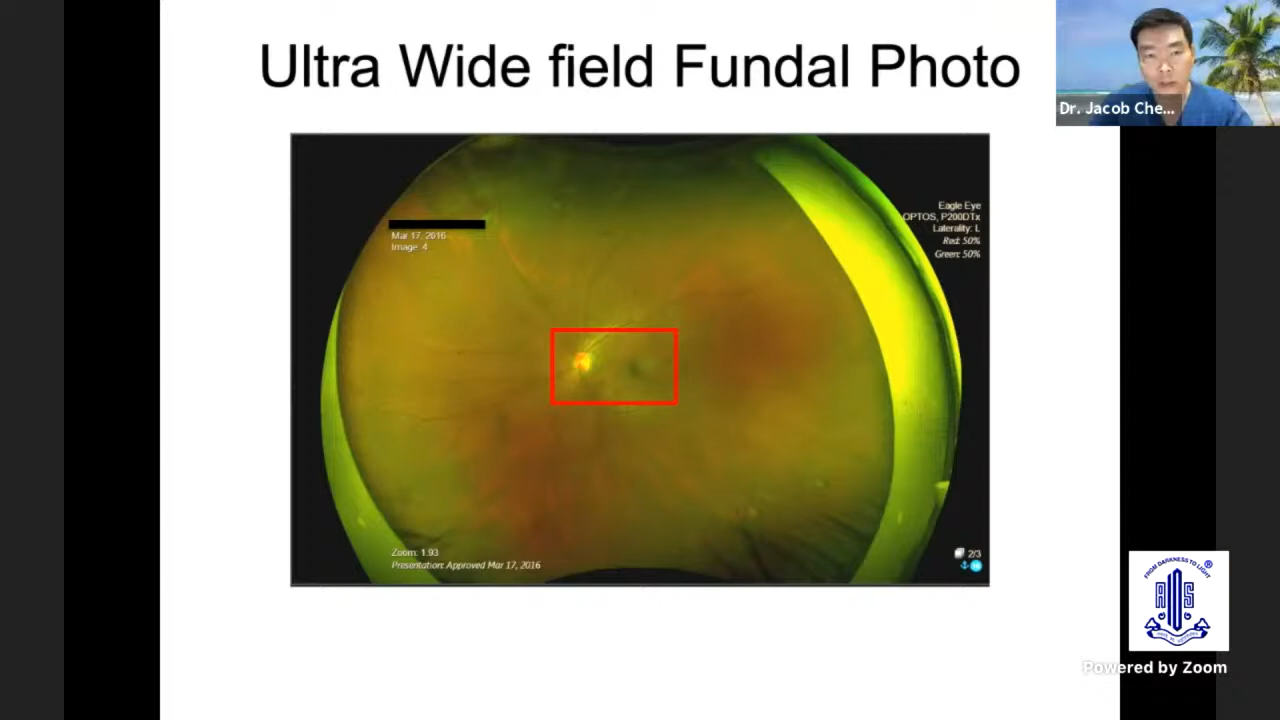 Ultra Wide field Fundal Photo
Dr. Jacob Che...
Mar 17, 2016
Image: 4
Eagle Eye
OPTOS, P200DTx
Laterality: L
Red: 50%
Green: 50%
Zoom: 1.93
Presentation: Approved Mar 17, 2016
2/3
FROM DARKNESS TO LIGHT
®
Powered by Zoom